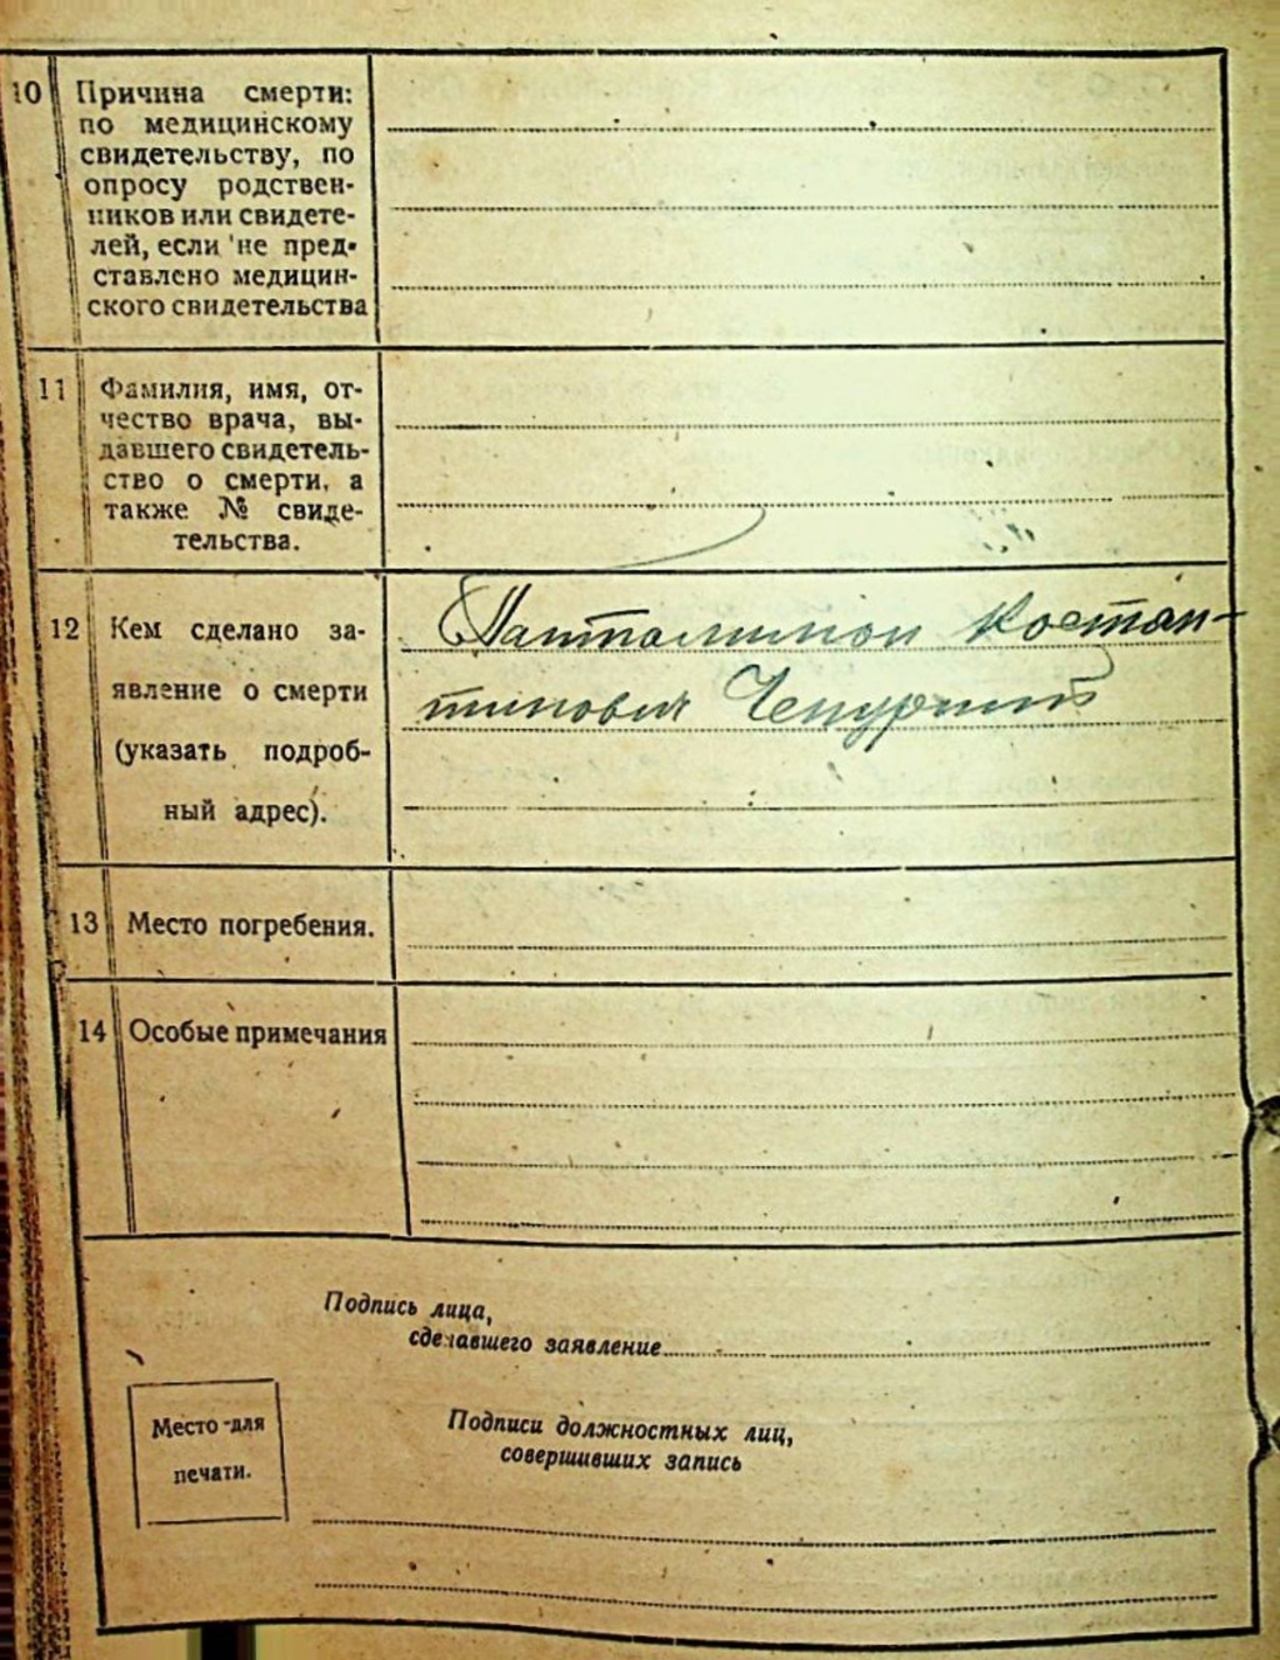 10 Причина смерти:
по медицинскому
свидетельству, по
опросу родствен-
ников или свидете-
лей, если не пред-
ставлено медицин-
ского свидетельства
11 Фамилия, имя, от-
чество врача, вы-
давшего свидетель-
ство о смерти, а
также № свиде-
тельства.
12 Кем сделано за-
явление о смерти
(указать подроб-
ный адрес).
Панталимон Костан-
тинович Чепурний
13 Место погребения.
14 Особые примечания
Подпись лица,
сделавшего заявление
Место для
печати.
Подписи должностных лиц,
совершивших запись